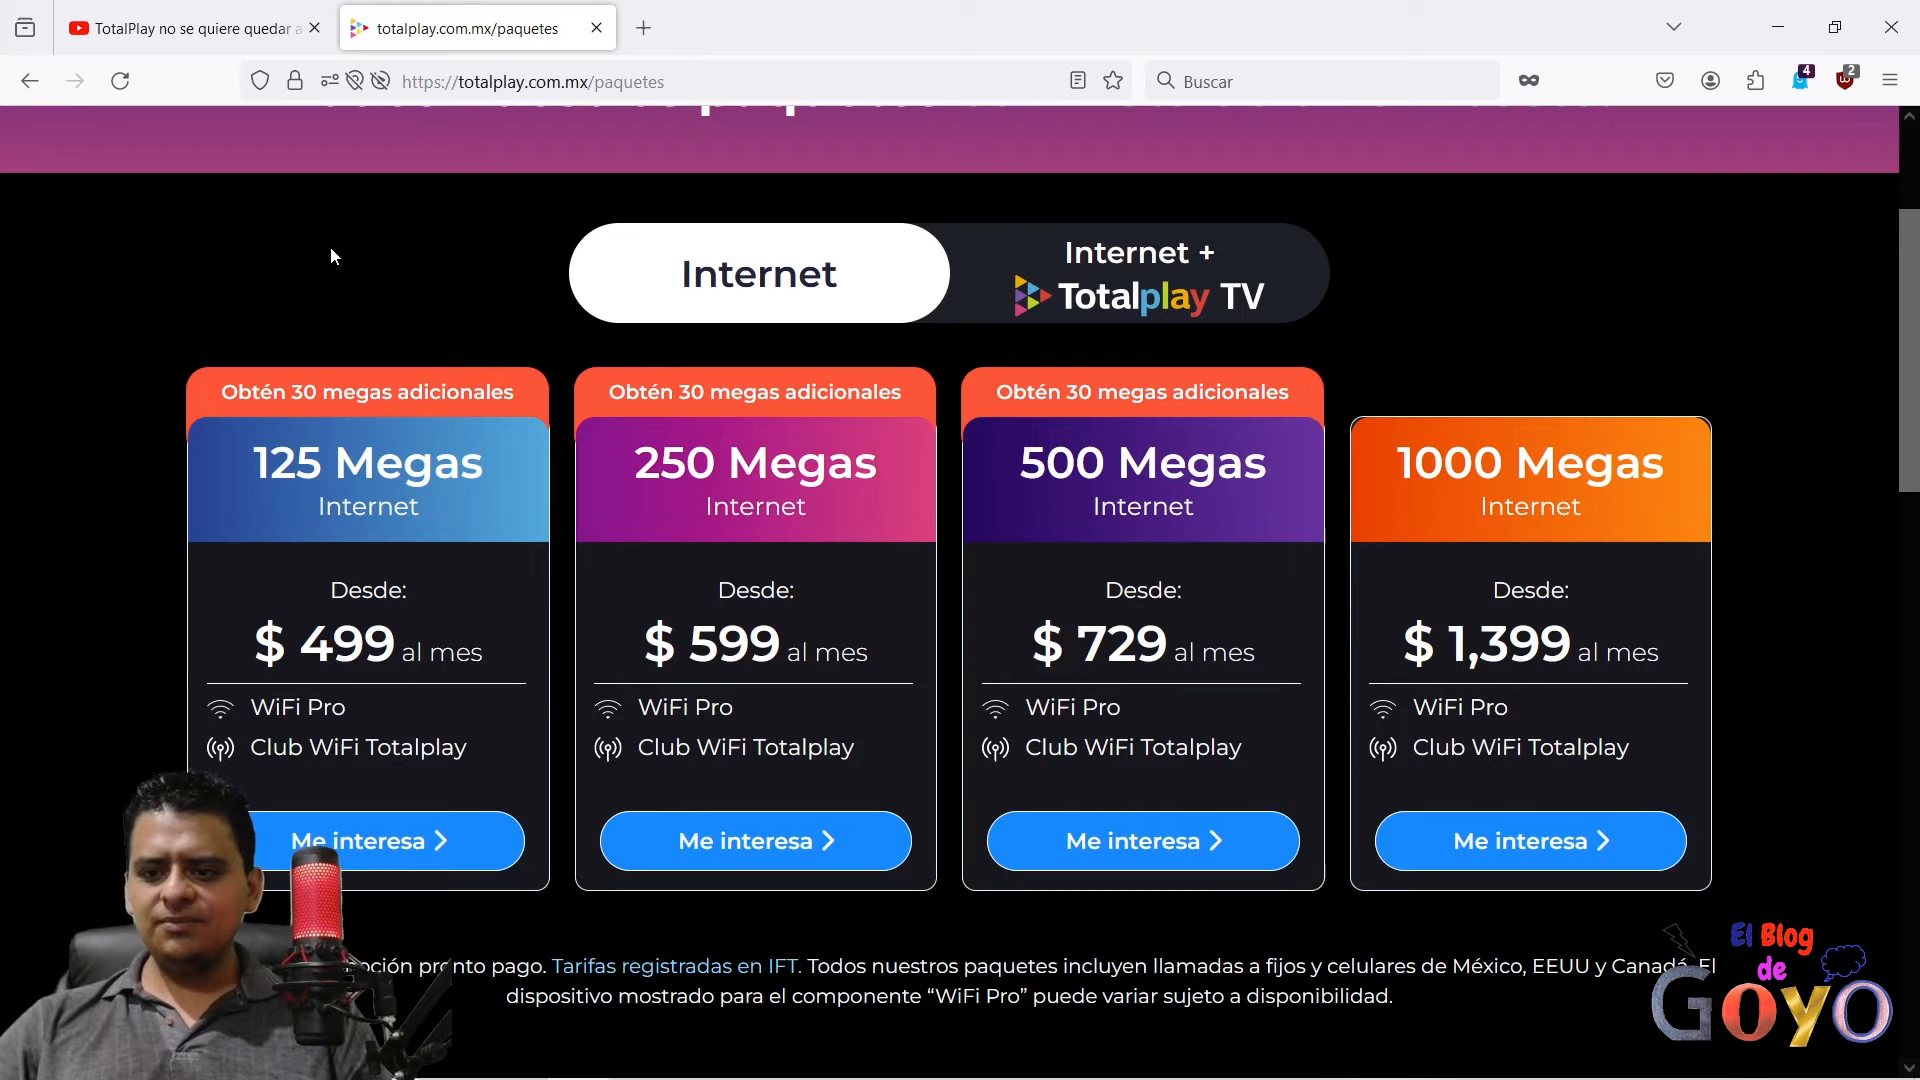 TotalPlay no se quiere quedar a
totalplay.com.mx/paquetes
https://totalplay.com.mx/paquetes
Buscar
4
2
Internet
Internet +
Totalplay TV
Obtén 30 megas adicionales
125 Megas
Internet
Desde:
$ 499 al mes
WiFi Pro
Club WiFi Totalplay
Me interesa
Obtén 30 megas adicionales
250 Megas
Internet
Desde:
$ 599 al mes
WiFi Pro
Club WiFi Totalplay
Me interesa
Obtén 30 megas adicionales
500 Megas
Internet
Desde:
$ 729 al mes
WiFi Pro
Club WiFi Totalplay
Me interesa
1000 Megas
Internet
Desde:
$ 1,399 al mes
WiFi Pro
Club WiFi Totalplay
Me interesa
pronto pago. Tarifas registradas en IFT. Todos nuestros paquetes incluyen llamadas a fijos y celulares de México, EEUU y Canadá. El
dispositivo mostrado para el componente “WiFi Pro” puede variar sujeto a disponibilidad.
El Blog
de
Goyo